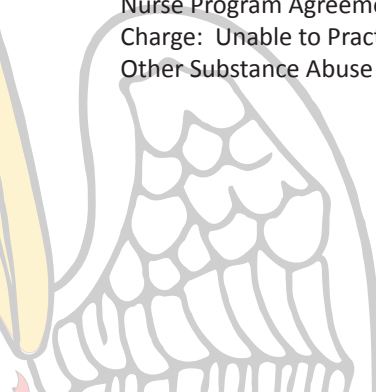 Nurse Program Agreeme
Charge: Unable to Pract
Other Substance Abuse